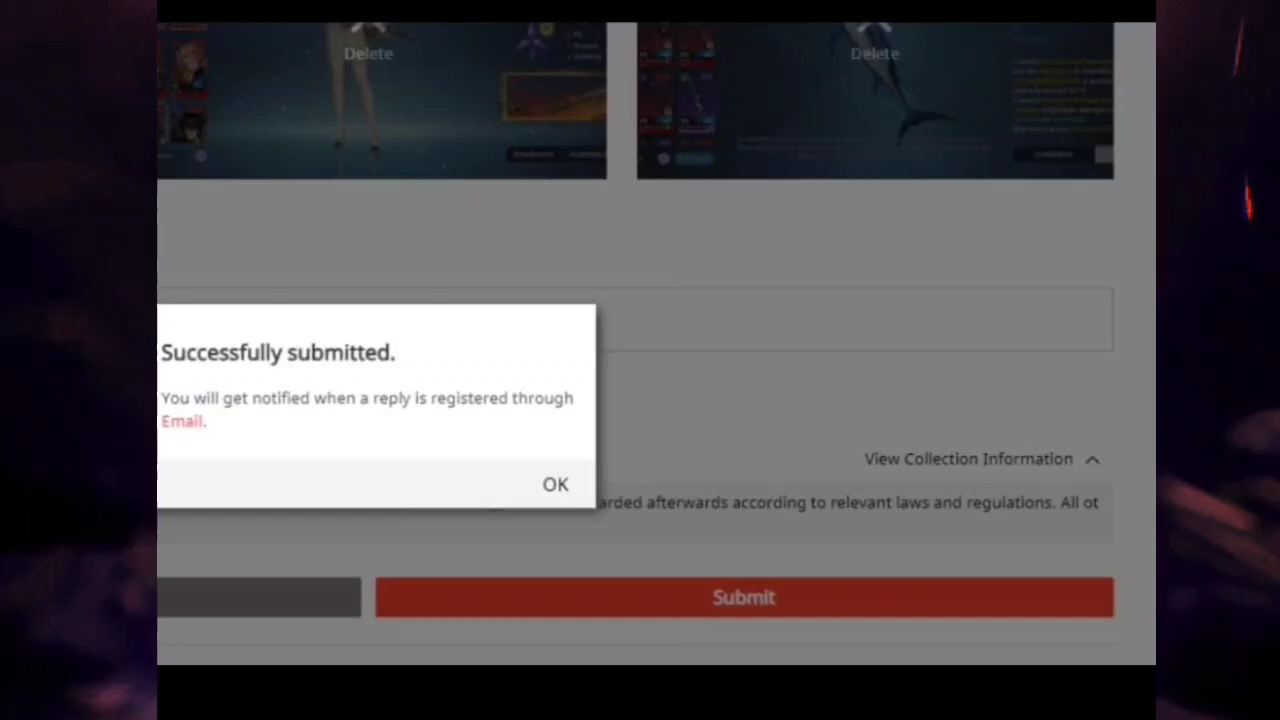 Delete
Delete
Successfully submitted.
You will get notified when a reply is registered through
Email.
OK
View Collection Information
arded afterwards according to relevant laws and regulations. All ot
Submit